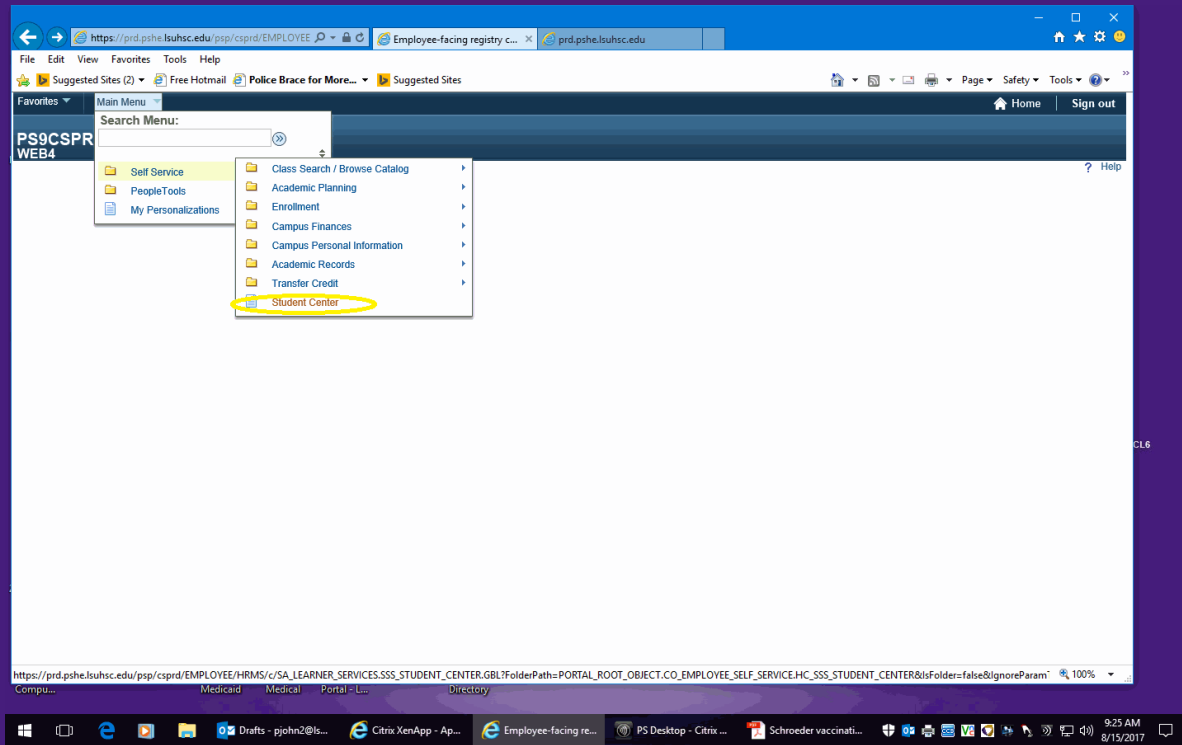 https://prd.pshe.lsuhsc.edu/psp/csprd/EMPLOYEE
Employee-facing registry c...
prd.pshe.lsuhsc.edu
File Edit View Favorites Tools Help
Suggested Sites (2) Free Hotmail Police Brace for More... Suggested Sites
Page Safety Tools
Favorites Main Menu Home Sign out
Search Menu:
PS9CSPR
WEB4
Help
Self Service
PeopleTools
My Personalizations
Class Search / Browse Catalog
Academic Planning
Enrollment
Campus Finances
Campus Personal Information
Academic Records
Transfer Credit
Student Center
CL6
https://prd.pshe.lsuhsc.edu/psp/csprd/EMPLOYEE/HRMS/c/SA_LEARNER_SERVICES.SSS_STUDENT_CENTER.GBL?FolderPath=PORTAL_ROOT_OBJECT.CO_EMPLOYEE_SELF_SERVICE.HC_SSS_STUDENT_CENTER&IsFolder=false&IgnoreParam 100%
Compu... Medicaid Medical Portal - L... Directory
Drafts - pjohn2@ls... Citrix XenApp - Ap... Employee-facing re... PS Desktop - Citrix ... Schroeder vaccinati...
9:25 AM
8/15/2017